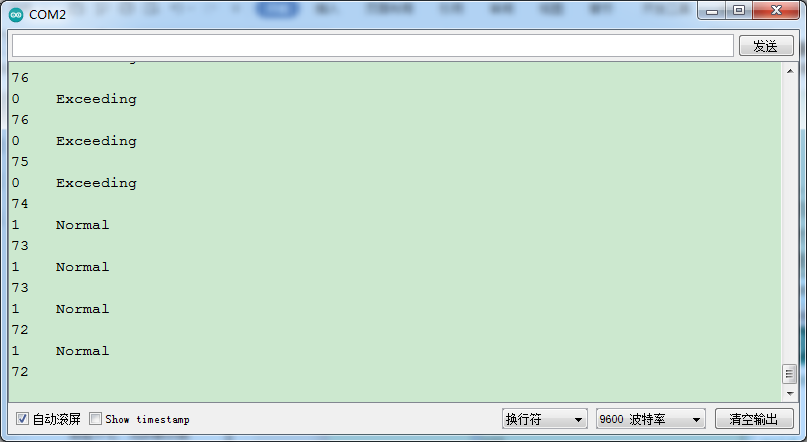 COM2
发送
76
0 Exceeding
76
0 Exceeding
75
0 Exceeding
74
1 Normal
73
1 Normal
73
1 Normal
72
1 Normal
72
自动滚屏 Show timestamp 换行符 9600 波特率 清空输出